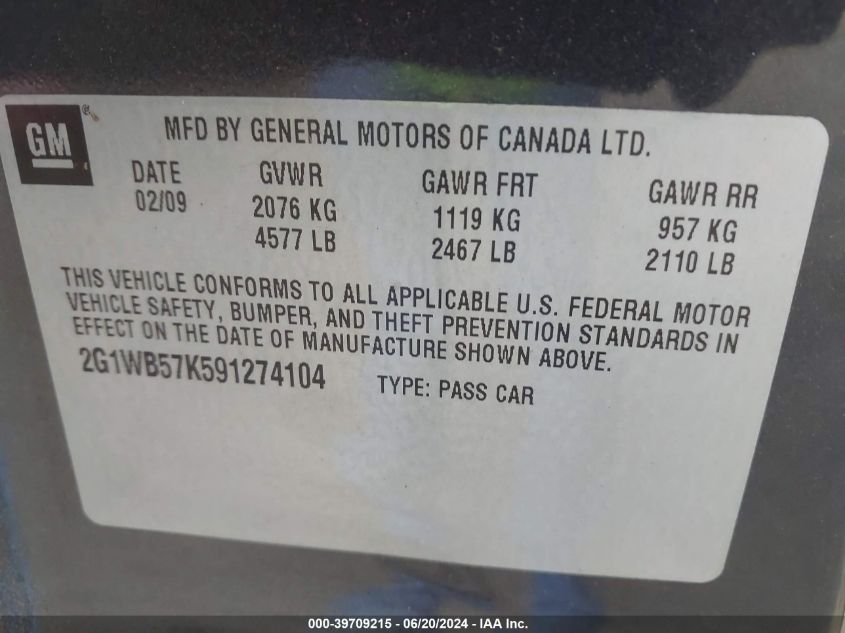 GM®
MFD BY GENERAL MOTORS OF CANADA LTD.
DATE GVWR GAWR FRT GAWR RR
02/09 2076 KG 1119 KG 957 KG
4577 LB 2467 LB 2110 LB
THIS VEHICLE CONFORMS TO ALL APPLICABLE U.S. FEDERAL MOTOR
VEHICLE SAFETY, BUMPER, AND THEFT PREVENTION STANDARDS IN
EFFECT ON THE DATE OF MANUFACTURE SHOWN ABOVE.
2G1WB57K591274104 TYPE: PASS CAR
000-39709215 - 06/20/2024 - IAA Inc.